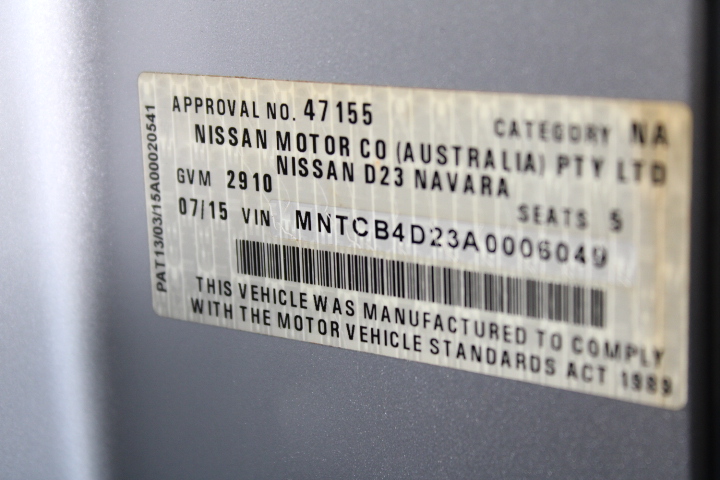 APPROVAL NO. 47155 CATEGORY NA
NISSAN MOTOR CO (AUSTRALIA) PTY LTD
NISSAN D23 NAVARA
GVM 2910 SEATS 5
07/15 VIN MNTCB4D23A0006049
THIS VEHICLE WAS MANUFACTURED TO COMPLY
WITH THE MOTOR VEHICLE STANDARDS ACT 1989
PAT13/03/15A00020541